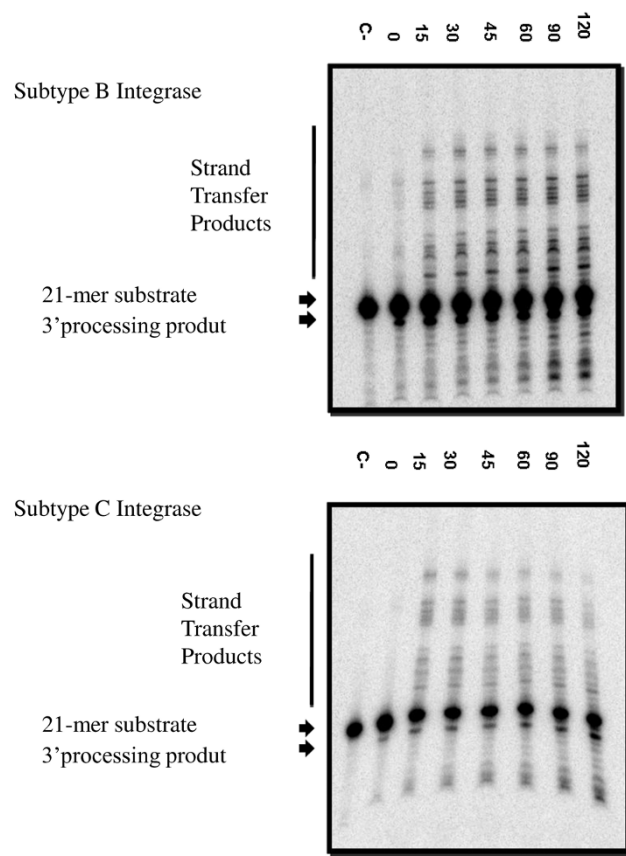 C- 0 15 30 45 60 90 120
Subtype B Integrase
Strand
Transfer
Products
21-mer substrate
3'processing produt
C- 0 15 30 45 60 90 120
Subtype C Integrase
Strand
Transfer
Products
21-mer substrate
3'processing produt